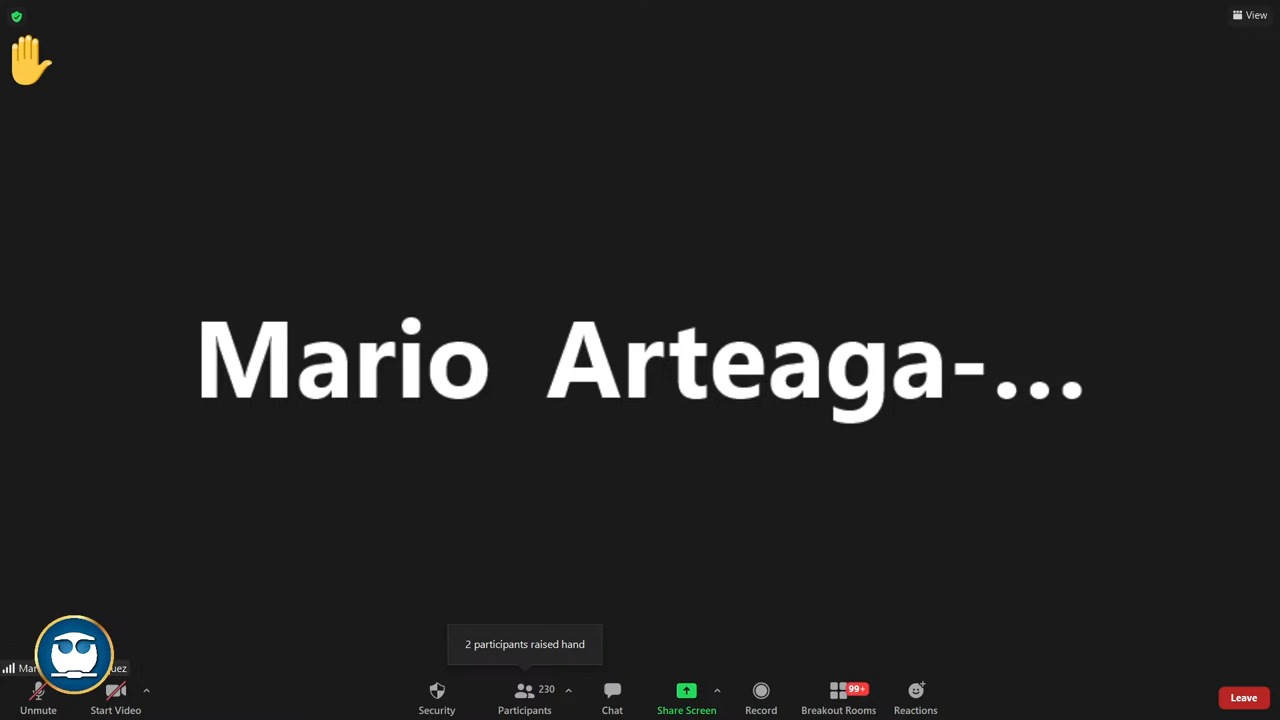 View
Mario Arteaga-...
2 participants raised hand
230
99+
Unmute
Start Video
Security
Participants
Chat
Share Screen
Record
Breakout Rooms
Reactions
Leave